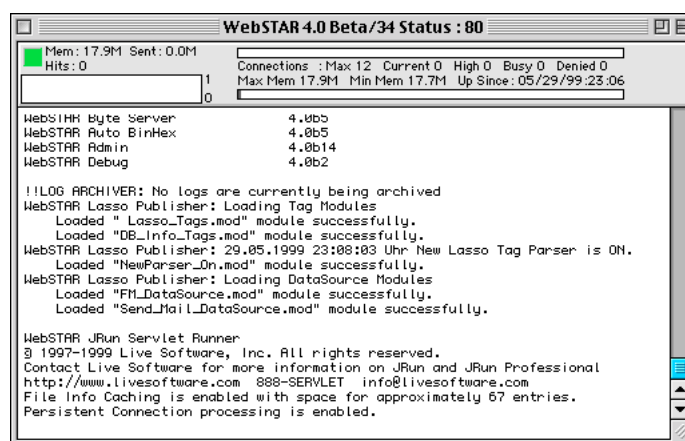 WebSTAR 4.0 Beta/34 Status : 80
Mem: 17.9M Sent: 0.0M
Hits: 0
Connections : Max 12 Current 0 High 0 Busy 0 Denied 0
Max Mem 17.9M Min Mem 17.7M Up Since: 05/29/99:23:06
1
0
WebSTAR Byte Server 4.0b5
WebSTAR Auto BinHex 4.0b5
WebSTAR Admin 4.0b14
WebSTAR Debug 4.0b2
!!LOG ARCHIVER: No logs are currently being archived
WebSTAR Lasso Publisher: Loading Tag Modules
Loaded " Lasso_Tags.mod" module successfully.
Loaded "DB_Info_Tags.mod" module successfully.
WebSTAR Lasso Publisher: 29.05.1999 23:08:03 Uhr New Lasso Tag Parser is ON.
Loaded "NewParser_On.mod" module successfully.
WebSTAR Lasso Publisher: Loading DataSource Modules
Loaded "FM_DataSource.mod" module successfully.
Loaded "Send_Mail_DataSource.mod" module successfully.
WebSTAR JRun Servlet Runner
© 1997-1999 Live Software, Inc. All rights reserved.
Contact Live Software for more information on JRun and JRun Professional
http://www.livesoftware.com 888-SERVLET info@livesoftware.com
File Info Caching is enabled with space for approximately 67 entries.
Persistent Connection processing is enabled.